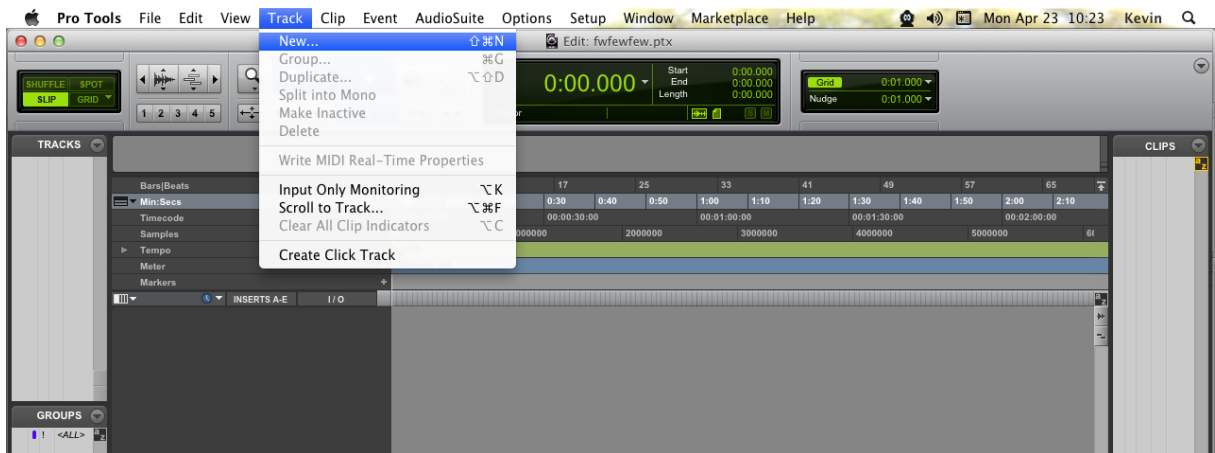 Pro Tools File Edit View Track Clip Event AudioSuite Options Setup Window Marketplace Help Mon Apr 23 10:23 Kevin
Edit: fwfewfew.ptx
New... ⇧⌘N
Group... ⌘G
Duplicate... ⌥⇧D
Split into Mono
Make Inactive
Delete
Write MIDI Real-Time Properties
Input Only Monitoring ⌥K
Scroll to Track... ⌥⌘F
Clear All Clip Indicators ⌥C
Create Click Track
SHUFFLE SPOT
SLIP GRID
1 2 3 4 5
0:00.000
Start 0:00.000
End 0:00.000
Length 0:00.000
S M
Grid 0:01.000
Nudge 0:01.000
TRACKS
CLIPS
a z
Bars|Beats 17 25 33 41 49 57 65
Min:Secs 0:30 0:40 0:50 1:00 1:10 1:20 1:30 1:40 1:50 2:00 2:10
Timecode 00:00:30:00 00:01:00:00 00:01:30:00 00:02:00:00
Samples 2000000 3000000 4000000 5000000
Tempo
Meter
Markers +
INSERTS A-E I / O
a z
GROUPS
! <ALL> a z